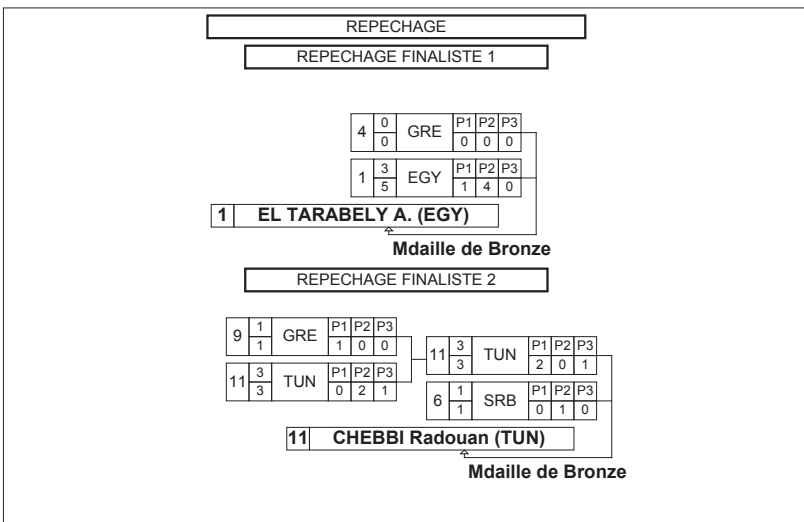 REPECHAGE
REPECHAGE FINALISTE 1
4 0 GRE P1 P2 P3
0 0 0 0
1 3 EGY P1 P2 P3
5 1 4 0
1 EL TARABELY A. (EGY)
Mdaille de Bronze
REPECHAGE FINALISTE 2
9 1 GRE P1 P2 P3
1 1 0 0
11 3 TUN P1 P2 P3
3 0 2 1
11 3 TUN P1 P2 P3
3 2 0 1
6 1 SRB P1 P2 P3
1 0 1 0
11 CHEBBI Radouan (TUN)
Mdaille de Bronze